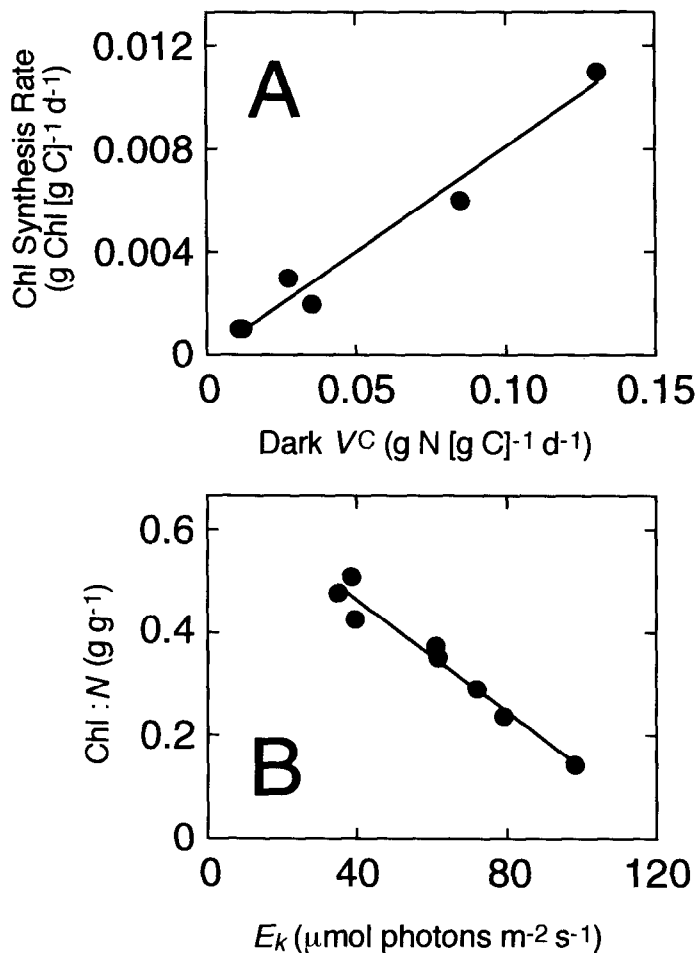 A
Chl Synthesis Rate
(g Chl [g C]-1 d-1)
0.012
0.008
0.004
0
0 0.05 0.10 0.15
Dark VC (g N [g C]-1 d-1)
B
Chl : N (g g-1)
0.6
0.4
0.2
0
0 40 80 120
Ek (μmol photons m-2 s-1)